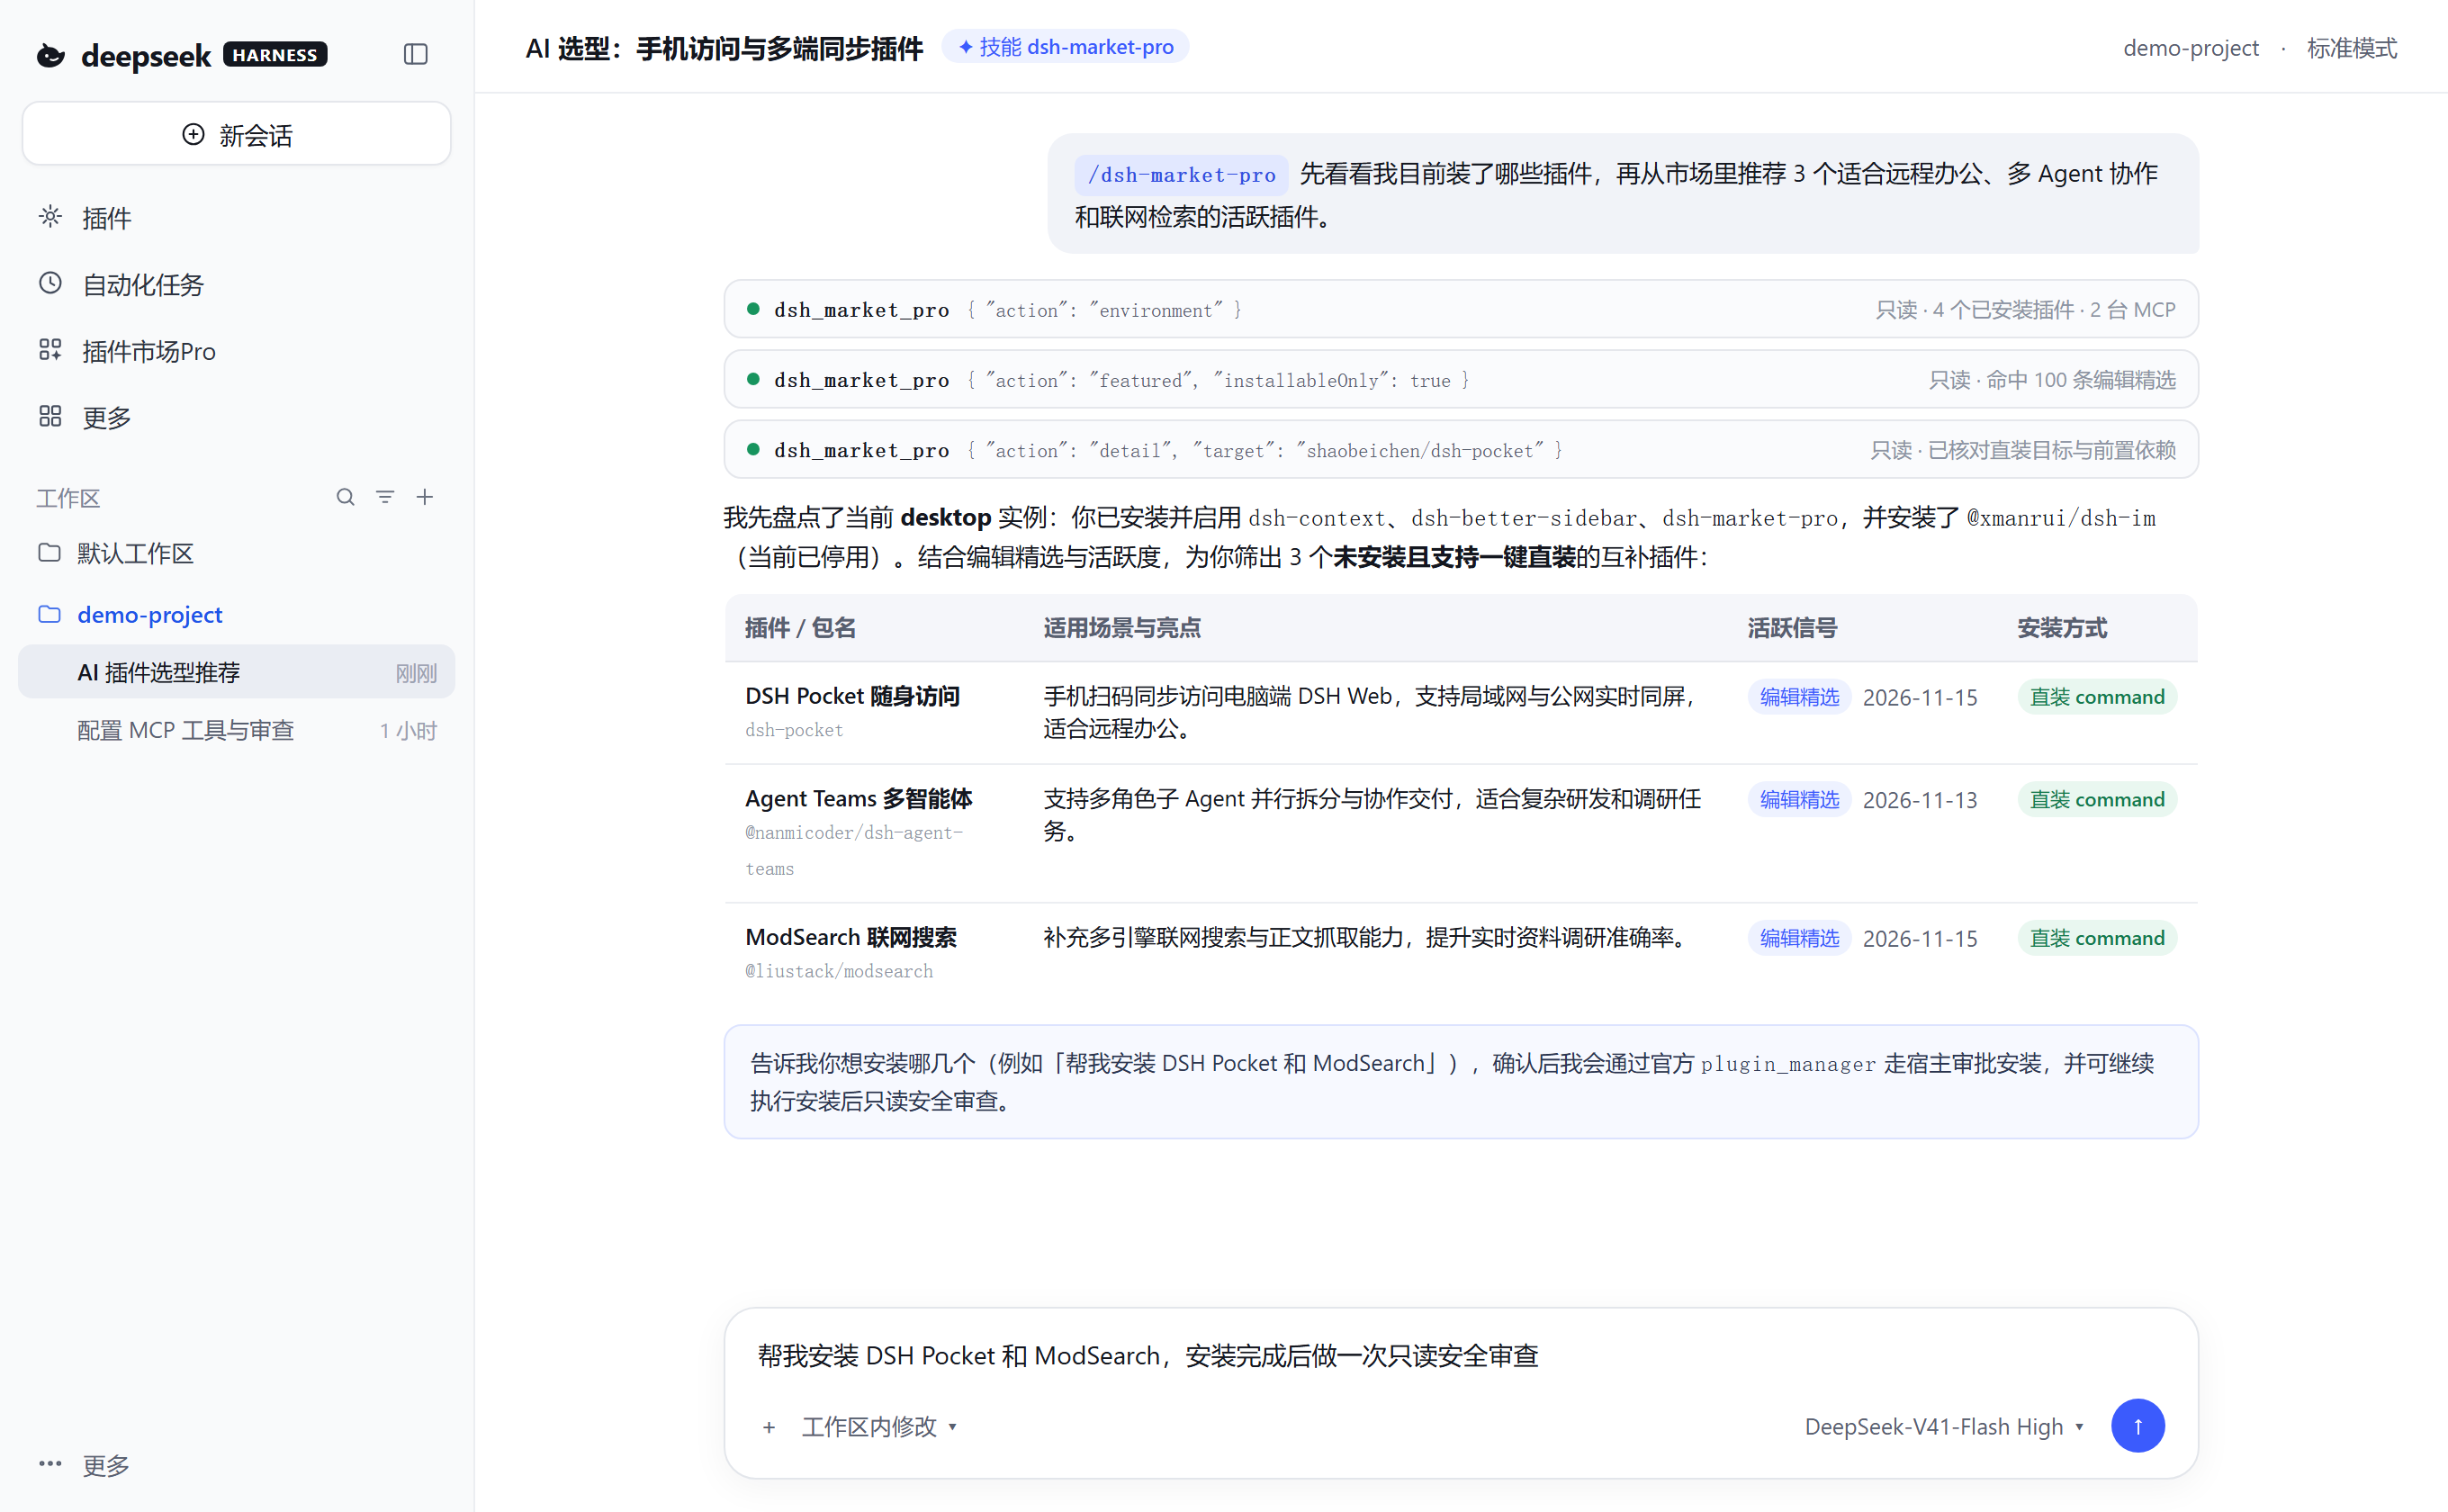 deepseek HARNESS
新会话
插件
自动化任务
插件市场Pro
更多
工作区
默认工作区
demo-project
AI 插件选型推荐 刚刚
配置 MCP 工具与审查 1 小时
更多
AI 选型：手机访问与多端同步插件 技能 dsh-market-pro
demo-project · 标准模式
/dsh-market-pro 先看看我目前装了哪些插件，再从市场里推荐 3 个适合远程办公、多 Agent 协作
和联网检索的活跃插件。
dsh_market_pro { "action": "environment" } 只读 · 4 个已安装插件 · 2 台 MCP
dsh_market_pro { "action": "featured", "installableOnly": true } 只读 · 命中 100 条编辑精选
dsh_market_pro { "action": "detail", "target": "shaobeichen/dsh-pocket" } 只读 · 已核对直装目标与前置依赖
我先盘点了当前 desktop 实例：你已安装并启用 dsh-context、dsh-better-sidebar、dsh-market-pro，并安装了 @xmanrui/dsh-im
（当前已停用）。结合编辑精选与活跃度，为你筛出 3 个未安装且支持一键直装的互补插件：
插件 / 包名 适用场景与亮点 活跃信号 安装方式
DSH Pocket 随身访问 手机扫码同步访问电脑端 DSH Web，支持局域网与公网实时同屏， 编辑精选 2026-11-15 直装 command
dsh-pocket 适合远程办公。
Agent Teams 多智能体 支持多角色子 Agent 并行拆分与协作交付，适合复杂研发和调研任 编辑精选 2026-11-13 直装 command
@nanmicoder/dsh-agent- 务。
teams
ModSearch 联网搜索 补充多引擎联网搜索与正文抓取能力，提升实时资料调研准确率。 编辑精选 2026-11-15 直装 command
@liustack/modsearch
告诉我你想安装哪几个（例如「帮我安装 DSH Pocket 和 ModSearch」），确认后我会通过官方 plugin_manager 走宿主审批安装，并可继续
执行安装后只读安全审查。
帮我安装 DSH Pocket 和 ModSearch，安装完成后做一次只读安全审查
+ 工作区内修改 DeepSeek-V41-Flash High